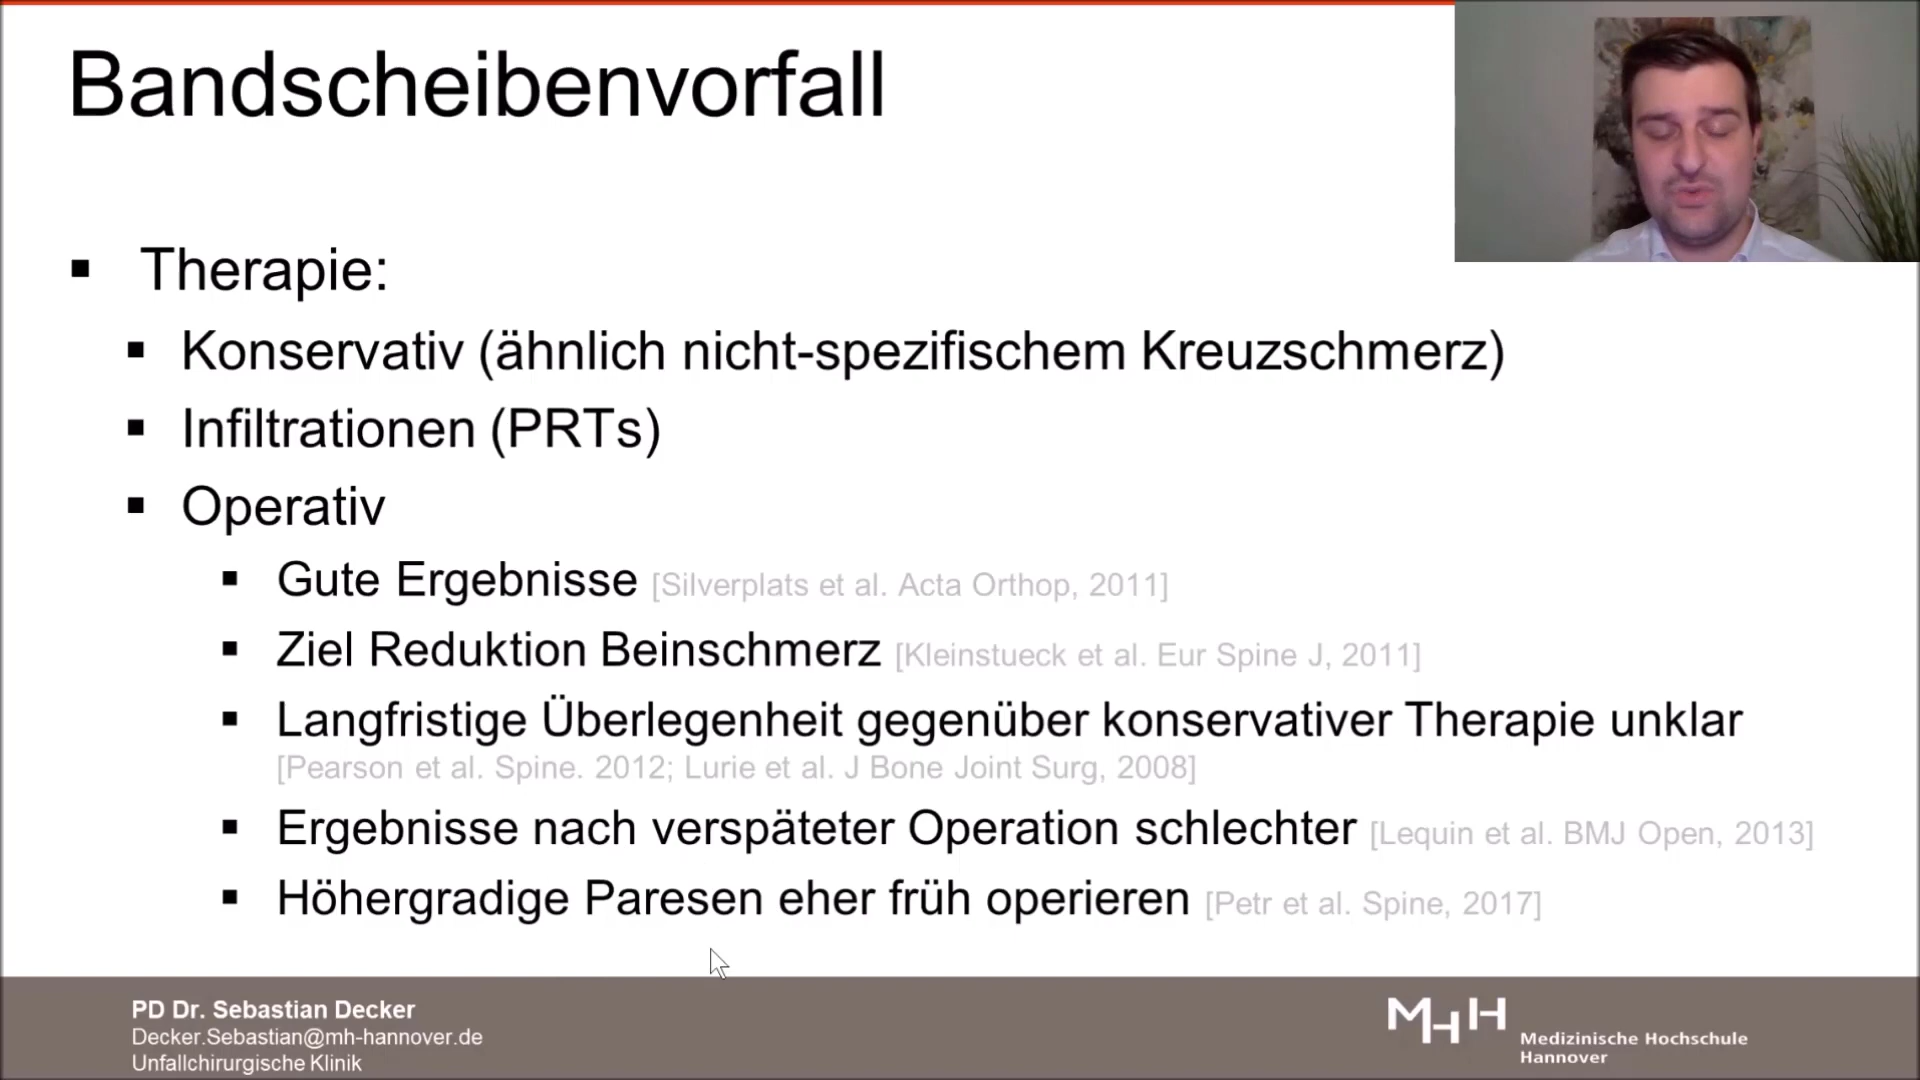 Bandscheibenvorfall
Therapie:
Konservativ (ähnlich nicht-spezifischem Kreuzschmerz)
Infiltrationen (PRTs)
Operativ
Gute Ergebnisse [Silverplats et al. Acta Orthop, 2011]
Ziel Reduktion Beinschmerz [Kleinstueck et al. Eur Spine J, 2011]
Langfristige Überlegenheit gegenüber konservativer Therapie unklar
[Pearson et al. Spine. 2012; Lurie et al. J Bone Joint Surg, 2008]
Ergebnisse nach verspäteter Operation schlechter [Lequin et al. BMJ Open, 2013]
Höhergradige Paresen eher früh operieren [Petr et al. Spine, 2017]
PD Dr. Sebastian Decker
Decker.Sebastian@mh-hannover.de
Unfallchirurgische Klinik
MHH
Medizinische Hochschule
Hannover